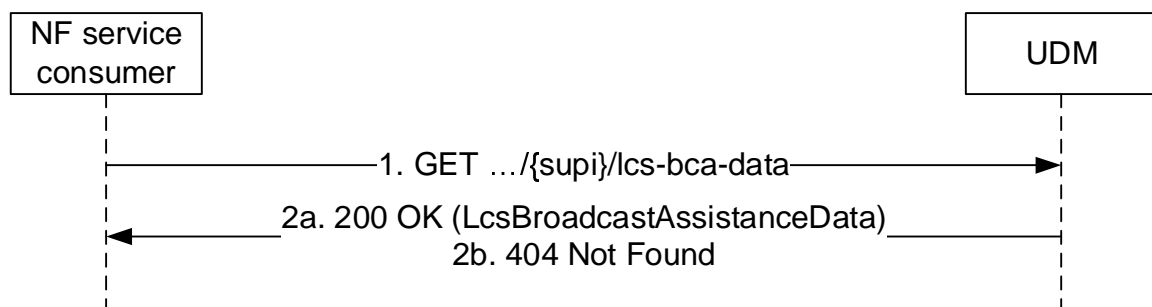 NF service
consumer
UDM
1. GET …/{supi}/lcs-bca-data
2a. 200 OK (LcsBroadcastAssistanceData)
2b. 404 Not Found